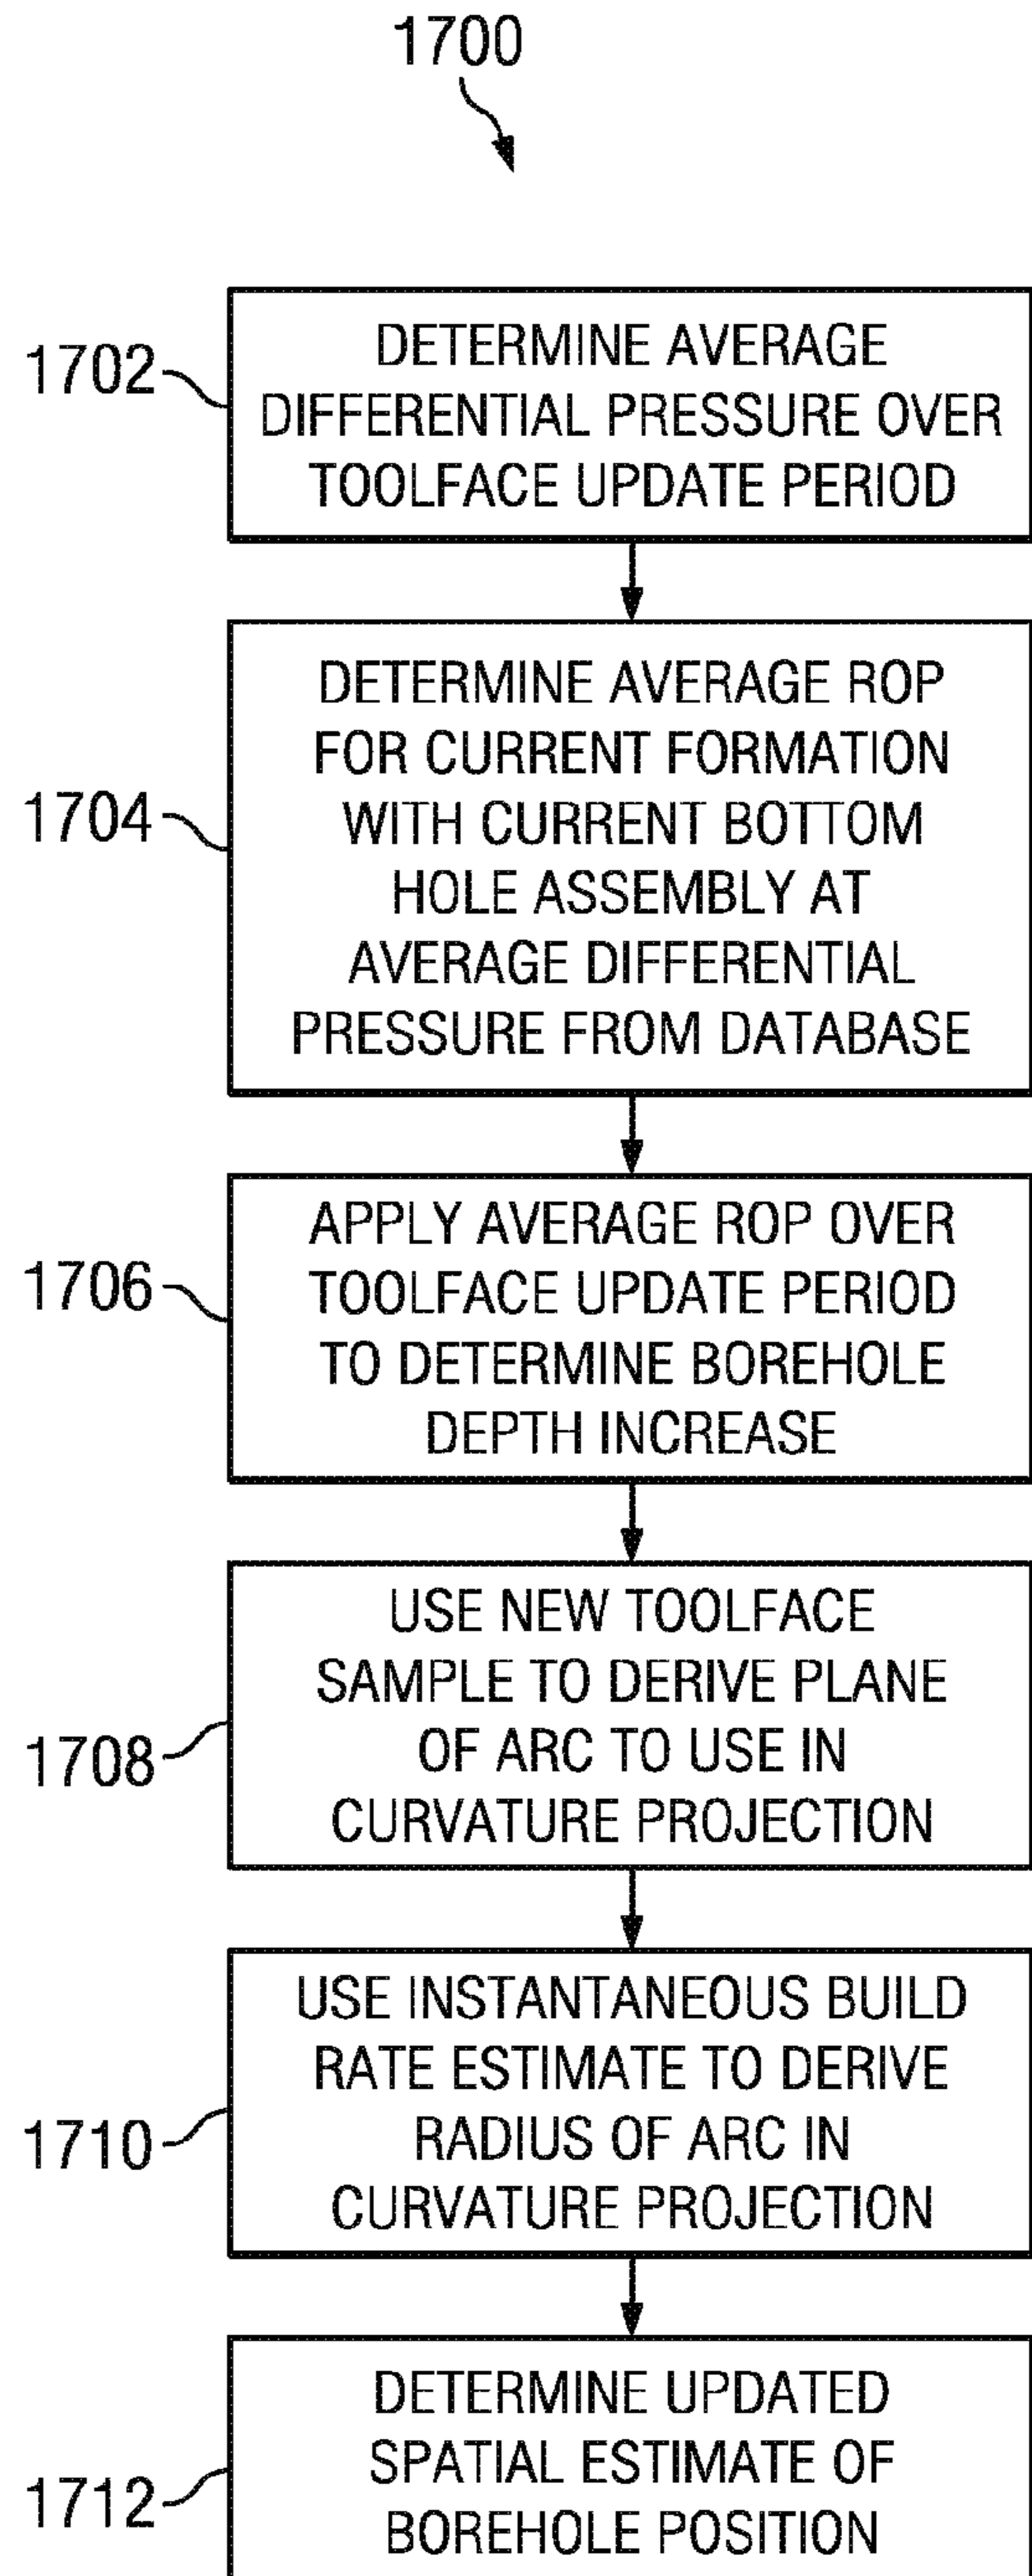 1700
1702
DETERMINE AVERAGE
DIFFERENTIAL PRESSURE OVER
TOOLFACE UPDATE PERIOD
1704
DETERMINE AVERAGE ROP
FOR CURRENT FORMATION
WITH CURRENT BOTTOM
HOLE ASSEMBLY AT
AVERAGE DIFFERENTIAL
PRESSURE FROM DATABASE
1706
APPLY AVERAGE ROP OVER
TOOLFACE UPDATE PERIOD
TO DETERMINE BOREHOLE
DEPTH INCREASE
1708
USE NEW TOOLFACE
SAMPLE TO DERIVE PLANE
OF ARC TO USE IN
CURVATURE PROJECTION
1710
USE INSTANTANEOUS BUILD
RATE ESTIMATE TO DERIVE
RADIUS OF ARC IN
CURVATURE PROJECTION
1712
DETERMINE UPDATED
SPATIAL ESTIMATE OF
BOREHOLE POSITION